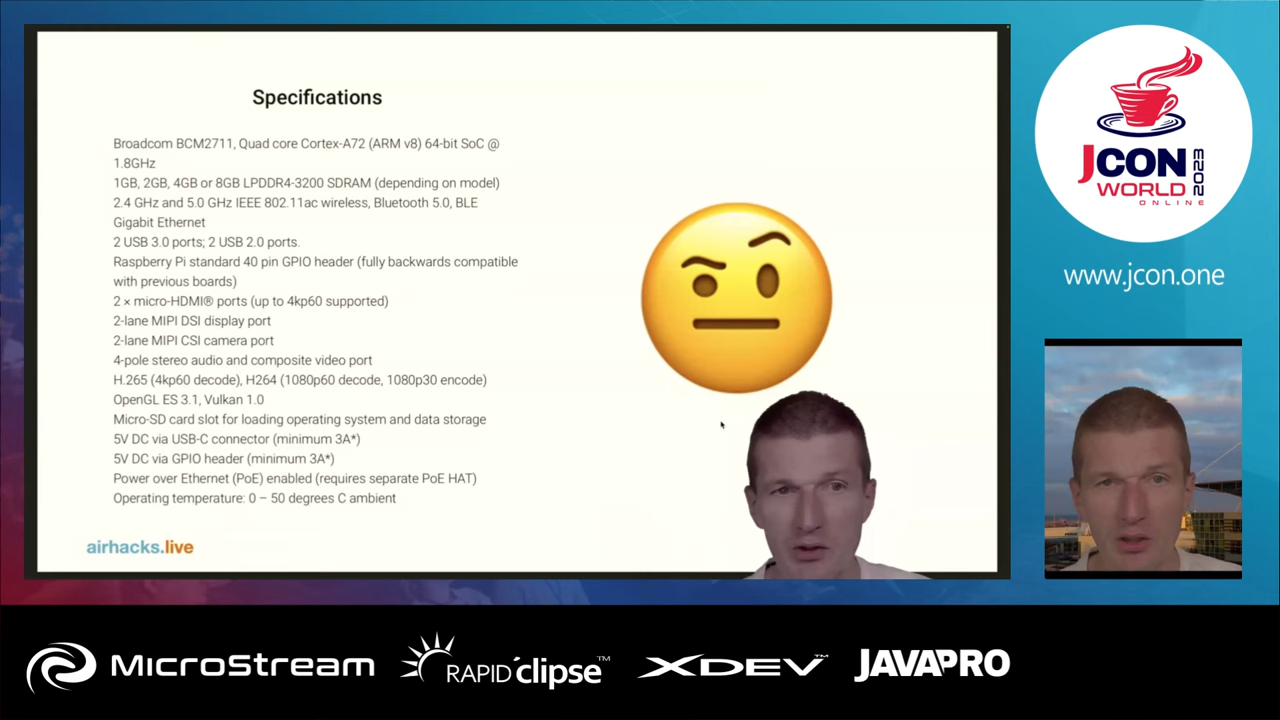 Specifications
Broadcom BCM2711, Quad core Cortex-A72 (ARM v8) 64-bit SoC @
1.8GHz
1GB, 2GB, 4GB or 8GB LPDDR4-3200 SDRAM (depending on model)
2.4 GHz and 5.0 GHz IEEE 802.11ac wireless, Bluetooth 5.0, BLE
Gigabit Ethernet
2 USB 3.0 ports; 2 USB 2.0 ports.
Raspberry Pi standard 40 pin GPIO header (fully backwards compatible
with previous boards)
2 × micro-HDMI® ports (up to 4kp60 supported)
2-lane MIPI DSI display port
2-lane MIPI CSI camera port
4-pole stereo audio and composite video port
H.265 (4kp60 decode), H264 (1080p60 decode, 1080p30 encode)
OpenGL ES 3.1, Vulkan 1.0
Micro-SD card slot for loading operating system and data storage
5V DC via USB-C connector (minimum 3A*)
5V DC via GPIO header (minimum 3A*)
Power over Ethernet (PoE) enabled (requires separate PoE HAT)
Operating temperature: 0 – 50 degrees C ambient
airhacks.live
JCON
WORLD
ONLINE
2023
www.jcon.one
MICROSTREAM
RAPID'clipse™
XDEV™
JAVAPRO